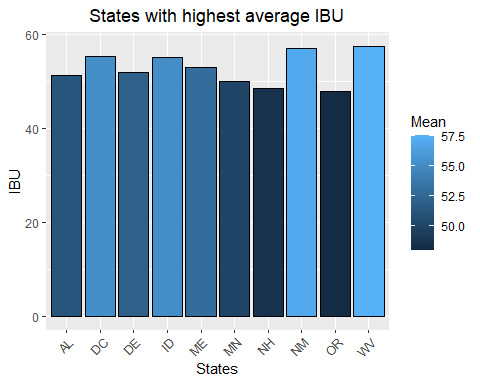 States with highest average IBU
60
40
20
0
IBU
AL DC DE ID ME MN NH NM OR WV
States
Mean
57.5
55.0
52.5
50.0